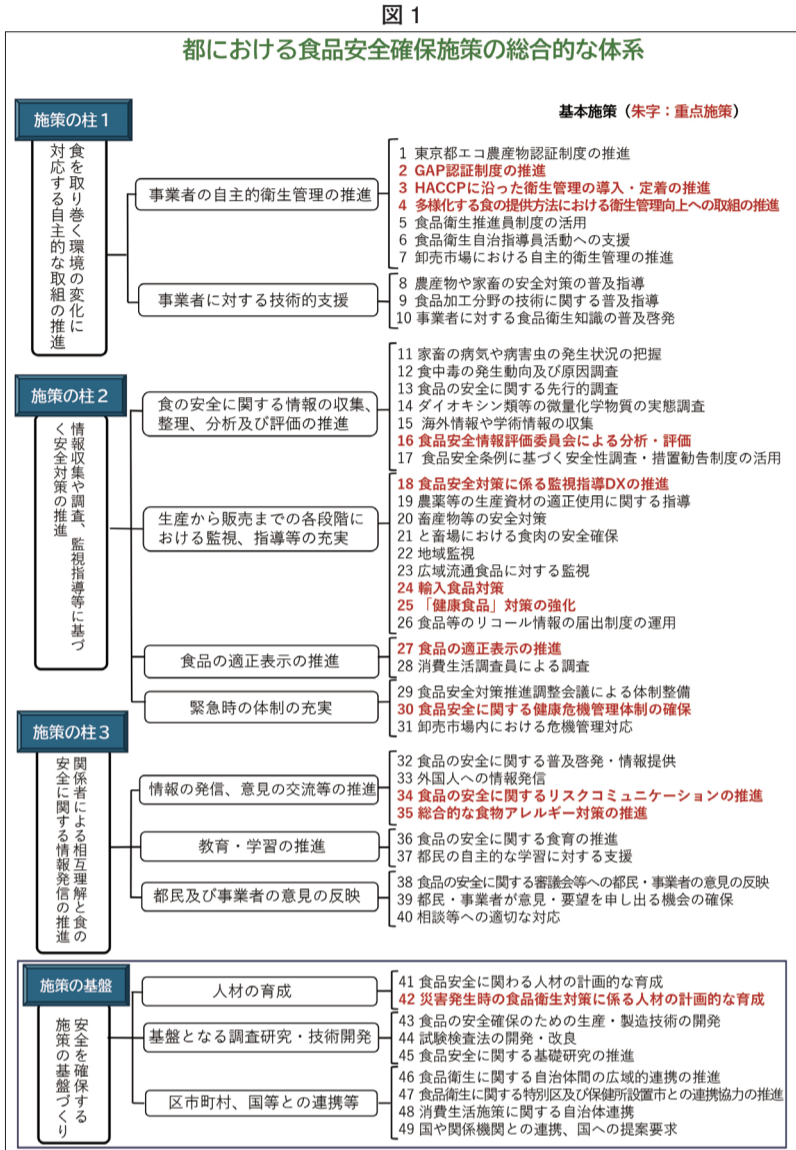 図1
都における食品安全確保施策の総合的な体系
基本施策（朱字：重点施策）
施策の柱1
食を取り巻く環境の変化に
対応する自主的な取組の推進
事業者の自主的衛生管理の推進
1 東京都エコ農産物認証制度の推進
2 GAP認証制度の推進
3 HACCPに沿った衛生管理の導入・定着の推進
4 多様化する食の提供方法における衛生管理向上への取組の推進
5 食品衛生推進員制度の活用
6 食品衛生自治指導員活動への支援
7 卸売市場における自主的衛生管理の推進
事業者に対する技術的支援
8 農産物や家畜の安全対策の普及指導
9 食品加工分野の技術に関する普及指導
10 事業者に対する食品衛生知識の普及啓発
施策の柱2
情報収集や調査、監視指導等に基づ
く安全対策の推進
食の安全に関する情報の収集、
整理、分析及び評価の推進
11 家畜の病気や病害虫の発生状況の把握
12 食中毒の発生動向及び原因調査
13 食品の安全に関する先行的調査
14 ダイオキシン類等の微量化学物質の実態調査
15 海外情報や学術情報の収集
16 食品安全情報評価委員会による分析・評価
17 食品安全条例に基づく安全性調査・措置勧告制度の活用
生産から販売までの各段階に
おける監視、指導等の充実
18 食品安全対策に係る監視指導DXの推進
19 農薬等の生産資材の適正使用に関する指導
20 畜産物等の安全対策
21 と畜場における食肉の安全確保
22 地域監視
23 広域流通食品に対する監視
24 輸入食品対策
25 「健康食品」対策の強化
26 食品等のリコール情報の届出制度の運用
食品の適正表示の推進
27 食品の適正表示の推進
28 消費生活調査員による調査
緊急時の体制の充実
29 食品安全対策推進調整会議による体制整備
30 食品安全に関する健康危機管理体制の確保
31 卸売市場内における危機管理対応
施策の柱3
関係者による相互理解と食の
安全に関する情報発信の推進
情報の発信、意見の交流等の推進
32 食品の安全に関する普及啓発・情報提供
33 外国人への情報発信
34 食品の安全に関するリスクコミュニケーションの推進
35 総合的な食物アレルギー対策の推進
教育・学習の推進
36 食品の安全に関する食育の推進
37 都民の自主的な学習に対する支援
都民及び事業者の意見の反映
38 食品の安全に関する審議会等への都民・事業者の意見の反映
39 都民・事業者が意見・要望を申し出る機会の確保
40 相談等への適切な対応
施策の基盤
安全を確保する
施策の基盤づくり
人材の育成
41 食品安全に関わる人材の計画的な育成
42 災害発生時の食品衛生対策に係る人材の計画的な育成
基盤となる調査研究・技術開発
43 食品の安全確保のための生産・製造技術の開発
44 試験検査法の開発・改良
45 食品安全に関する基礎研究の推進
区市町村、国等との連携等
46 食品衛生に関する自治体間の広域的連携の推進
47 食品衛生に関する特別区及び保健所設置市との連携協力の推進
48 消費生活施策に関する自治体連携
49 国や関係機関との連携、国への提案要求